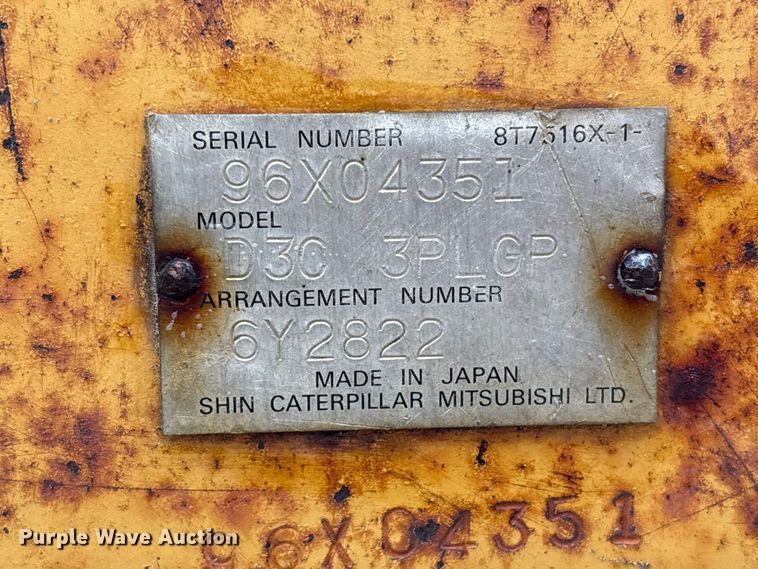 SERIAL NUMBER 8T7516X-1-
96X04351
MODEL
D3C 3PLGP
ARRANGEMENT NUMBER
6Y2822
MADE IN JAPAN
SHIN CATERPILLAR MITSUBISHI LTD.
96X04351
Purple Wave Auction